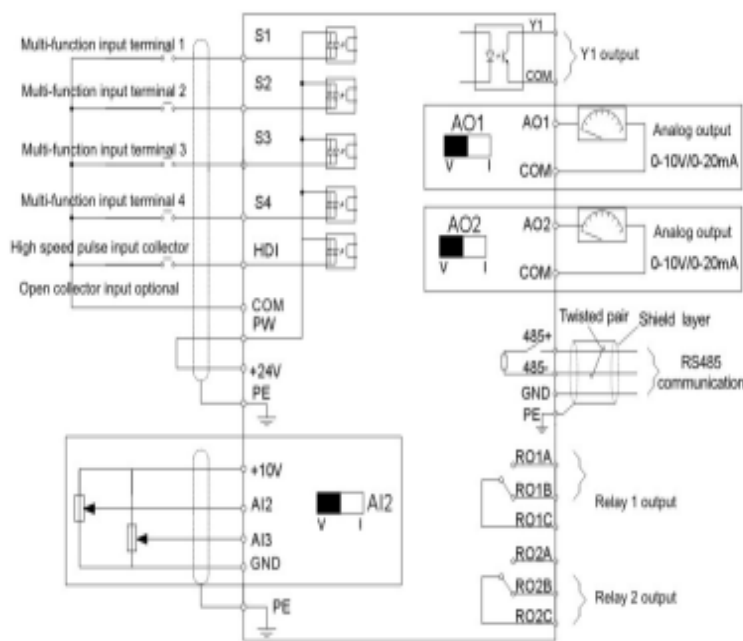 Multi-function input terminal 1
S1
Multi-function input terminal 2
S2
Multi-function input terminal 3
S3
Multi-function input terminal 4
S4
High speed pulse input collector
HDI
Open collector input optional
COM
PW
+24V
PE
+10V
AI2
AI3
GND
PE
V I
AI2
Y1
COM
Y1 output
AO1
V I
AO1
COM
Analog output
0-10V/0-20mA
AO2
V I
AO2
COM
Analog output
0-10V/0-20mA
Twisted pair
Shield layer
485+
485-
GND
PE
RS485
communication
RO1A
RO1B
RO1C
Relay 1 output
RO2A
RO2B
RO2C
Relay 2 output